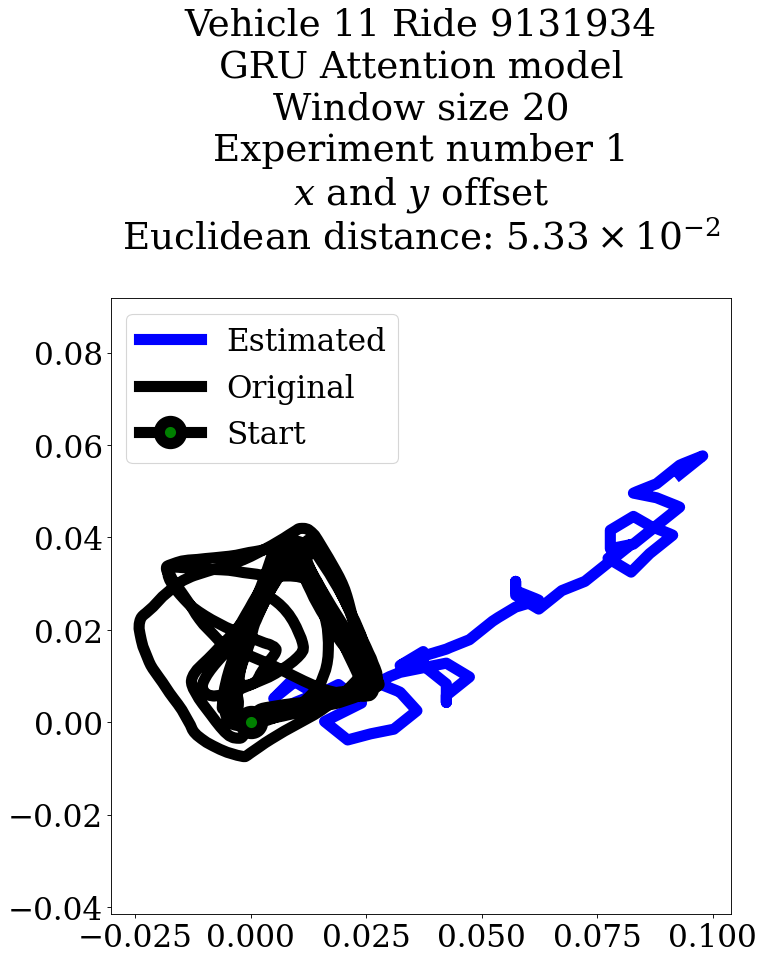 Vehicle 11 Ride 9131934
GRU Attention model
Window size 20
Experiment number 1
x and y offset
Euclidean distance: 5.33 × 10⁻²
Estimated
Original
Start
0.08
0.06
0.04
0.02
0.00
−0.02
−0.04
−0.025 0.000 0.025 0.050 0.075 0.100